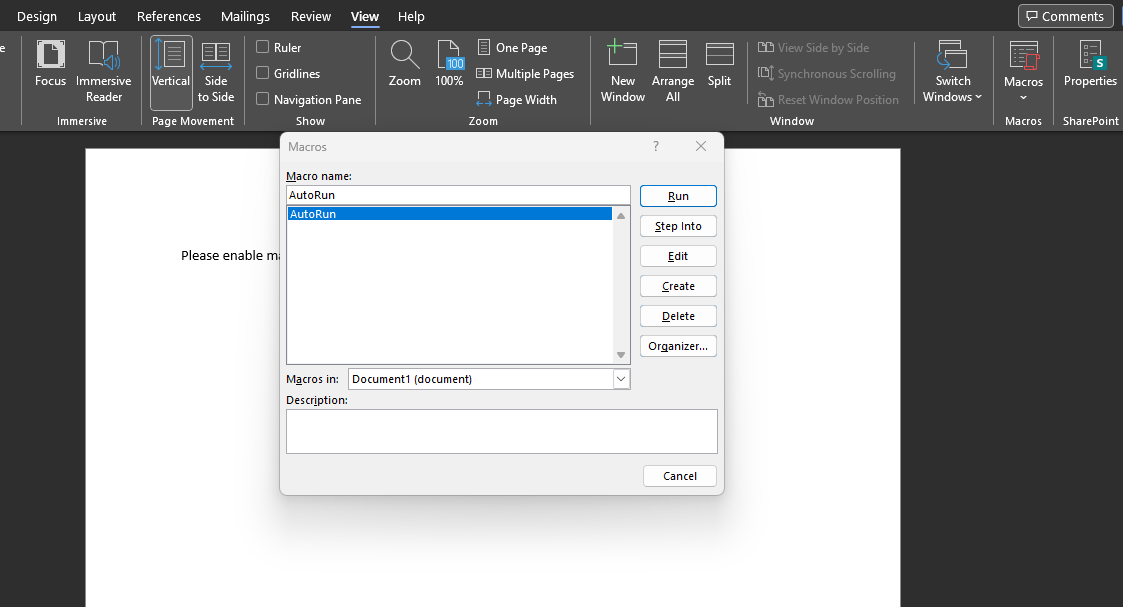 Design Layout References Mailings Review View Help Comments
Focus
Immersive
Reader
Immersive
Vertical
Side
to Side
Page Movement
Ruler
Gridlines
Navigation Pane
Show
Zoom
100
100%
One Page
Multiple Pages
Page Width
Zoom
New
Window
Arrange
All
Split
View Side by Side
Synchronous Scrolling
Reset Window Position
Switch
Windows
Window
Macros
Macros
S
Properties
SharePoint
Please enable
Macros ?
Macro name:
AutoRun
AutoRun
Run
Step Into
Edit
Create
Delete
Organizer...
Macros in: Document1 (document)
Description:
Cancel